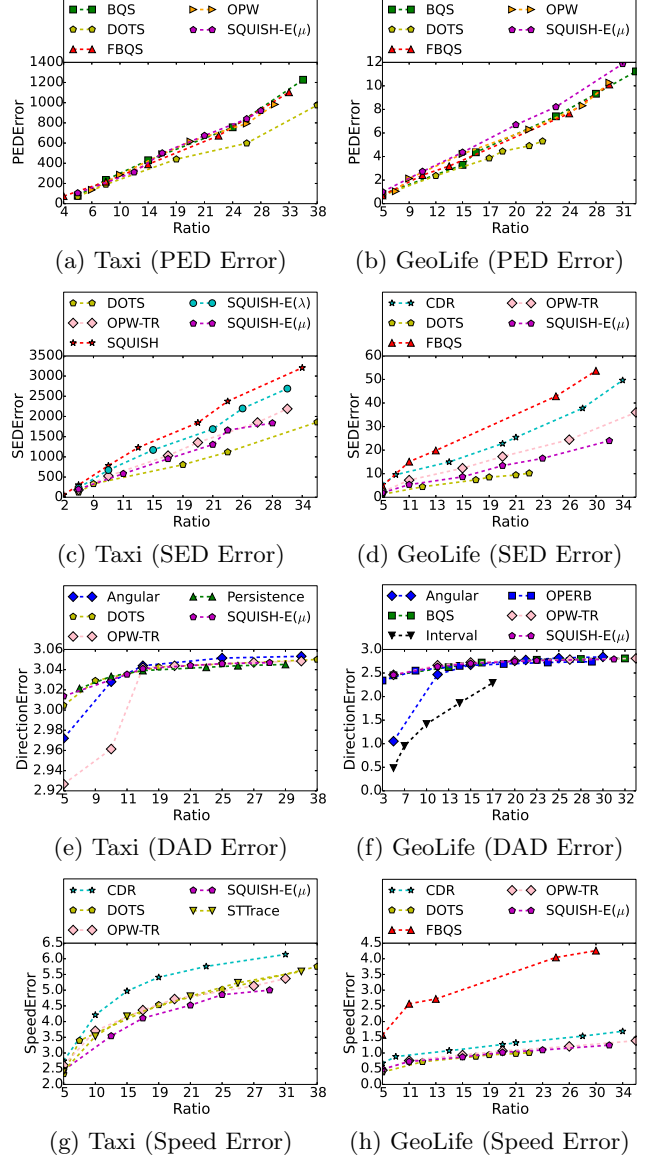 BQS
DOTS
FBQS
OPW
SQUISH-E(μ)
PEDError
1400
1200
1000
800
600
400
200
0
4 6 8 10 14 18 22 24 26 30 33 38
Ratio
(a) Taxi (PED Error)
BQS
DOTS
FBQS
OPW
SQUISH-E(μ)
PEDError
12
10
8
6
4
2
0
5 9 12 15 17 21 23 24 28 31
Ratio
(b) GeoLife (PED Error)
DOTS
OPW-TR
SQUISH
SQUISH-E(λ)
SQUISH-E(μ)
SEDError
3500
3000
2500
2000
1500
1000
500
0
2 5 9 10 15 17 20 23 26 28 34
Ratio
(c) Taxi (SED Error)
CDR
DOTS
FBQS
OPW-TR
SQUISH-E(μ)
SEDError
60
50
40
30
20
10
0
5 11 13 15 19 21 24 28 34
Ratio
(d) GeoLife (SED Error)
Angular
DOTS
OPW-TR
Persistence
SQUISH-E(μ)
DirectionError
3.06
3.04
3.02
3.00
2.98
2.96
2.94
2.92
5 9 11 15 17 25 27 29 38
Ratio
(e) Taxi (DAD Error)
Angular
BQS
Interval
OPERB
OPW-TR
SQUISH-E(μ)
DirectionError
3.0
2.5
2.0
1.5
1.0
0.5
0.0
3 7 10 13 15 17 20 21 23 25 28 30 32
Ratio
(f) GeoLife (DAD Error)
CDR
DOTS
OPW-TR
SQUISH-E(μ)
STTrace
SpeedError
6.5
6.0
5.5
5.0
4.5
4.0
3.5
3.0
2.5
2.0
5 10 15 19 21 25 27 31 38
Ratio
(g) Taxi (Speed Error)
CDR
DOTS
FBQS
OPW-TR
SQUISH-E(μ)
SpeedError
4.5
4.0
3.5
3.0
2.5
2.0
1.5
1.0
0.5
0.0
5 11 13 15 19 21 24 28 34
Ratio
(h) GeoLife (Speed Error)